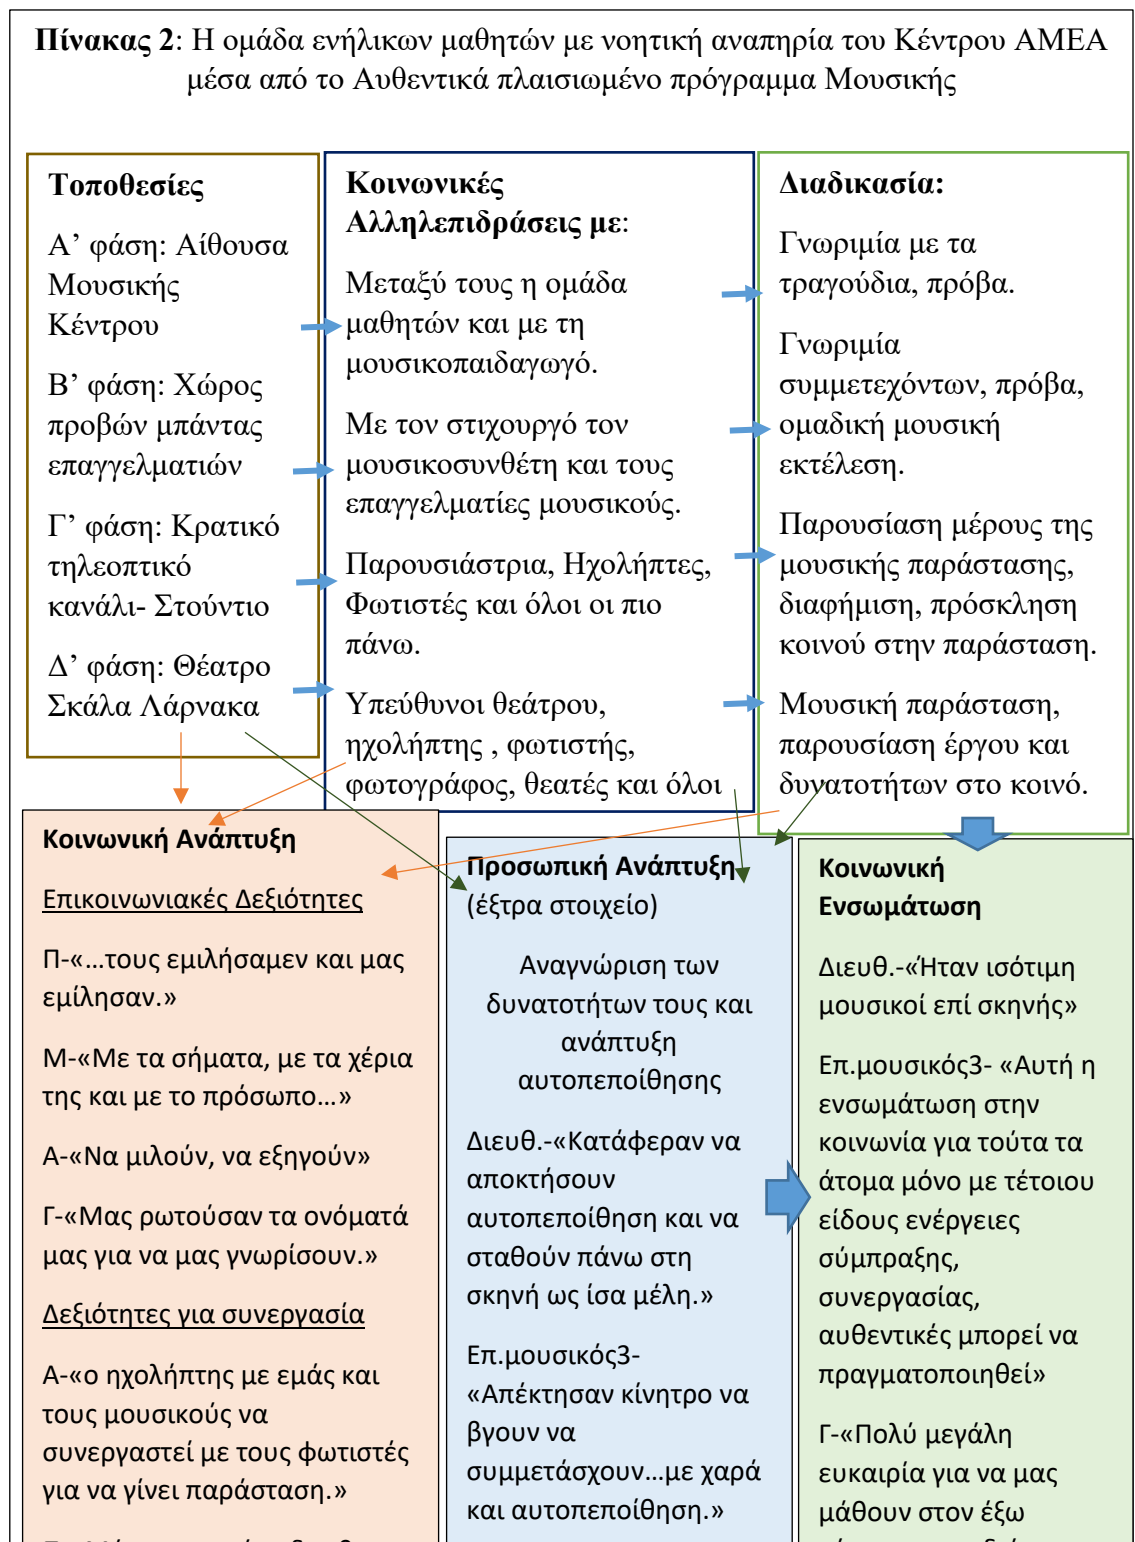 Πίνακας 2: Η ομάδα ενήλικων μαθητών με νοητική αναπηρία του Κέντρου ΑΜΕΑ
μέσα από το Αυθεντικά πλαισιωμένο πρόγραμμα Μουσικής
Τοποθεσίες
Α’ φάση: Αίθουσα
Μουσικής
Κέντρου
Β’ φάση: Χώρος
προβών μπάντας
επαγγελματιών
Γ’ φάση: Κρατικό
τηλεοπτικό
κανάλι- Στούντιο
Δ’ φάση: Θέατρο
Σκάλα Λάρνακα
Κοινωνικές
Αλληλεπιδράσεις με:
Μεταξύ τους η ομάδα
μαθητών και με τη
μουσικοπαιδαγωγό.
Με τον στιχουργό τον
μουσικοσυνθέτη και τους
επαγγελματίες μουσικούς.
Παρουσιάστρια, Ηχολήπτες,
Φωτιστές και όλοι οι πιο
πάνω.
Υπεύθυνοι θεάτρου,
ηχολήπτης , φωτιστής,
φωτογράφος, θεατές και όλοι
Διαδικασία:
Γνωριμία με τα
τραγούδια, πρόβα.
Γνωριμία
συμμετεχόντων, πρόβα,
ομαδική μουσική
εκτέλεση.
Παρουσίαση μέρους της
μουσικής παράστασης,
διαφήμιση, πρόσκληση
κοινού στην παράσταση.
Μουσική παράσταση,
παρουσίαση έργου και
δυνατοτήτων στο κοινό.
Κοινωνική Ανάπτυξη
Επικοινωνιακές Δεξιότητες
Π-«…τους εμιλήσαμεν και μας
εμίλησαν.»
Μ-«Με τα σήματα, με τα χέρια
της και με το πρόσωπο…»
Α-«Να μιλούν, να εξηγούν»
Γ-«Μας ρωτούσαν τα ονόματά
μας για να μας γνωρίσουν.»
Δεξιότητες για συνεργασία
Α-«ο ηχολήπτης με εμάς και
τους μουσικούς να
συνεργαστεί με τους φωτιστές
για να γίνει παράσταση.»
Προσωπική Ανάπτυξη
(έξτρα στοιχείο)
Αναγνώριση των
δυνατοτήτων τους και
ανάπτυξη
αυτοπεποίθησης
Διευθ.-«Κατάφεραν να
αποκτήσουν
αυτοπεποίθηση και να
σταθούν πάνω στη
σκηνή ως ίσα μέλη.»
Επ.μουσικός3-
«Απέκτησαν κίνητρο να
βγουν να
συμμετάσχουν…με χαρά
και αυτοπεποίθηση.»
Κοινωνική
Ενσωμάτωση
Διευθ.-«Ήταν ισότιμη
μουσικοί επί σκηνής»
Επ.μουσικός3- «Αυτή η
ενσωμάτωση στην
κοινωνία για τούτα τα
άτομα μόνο με τέτοιου
είδους ενέργειες
σύμπραξης,
συνεργασίας,
αυθεντικές μπορεί να
πραγματοποιηθεί»
Γ-«Πολύ μεγάλη
ευκαιρία για να μας
μάθουν στον έξω